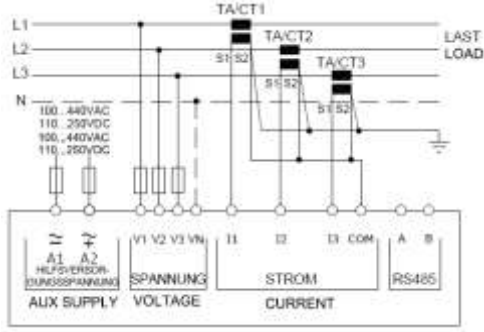 TA/CT1
L1
LAST
LOAD
TA/CT2
L2
S1 S2
TA/CT3
L3
S1 S2
N
S1 S2
100...440VAC
110...250VDC
100...440VAC
110...250VDC
A1 A2
V1 V2 V3 VN
I1 I2 I3 COM
A B
HILFSVERSOR-
GUNGSSPANNUNG
SPANNUNG
STROM
RS485
AUX SUPPLY
VOLTAGE
CURRENT